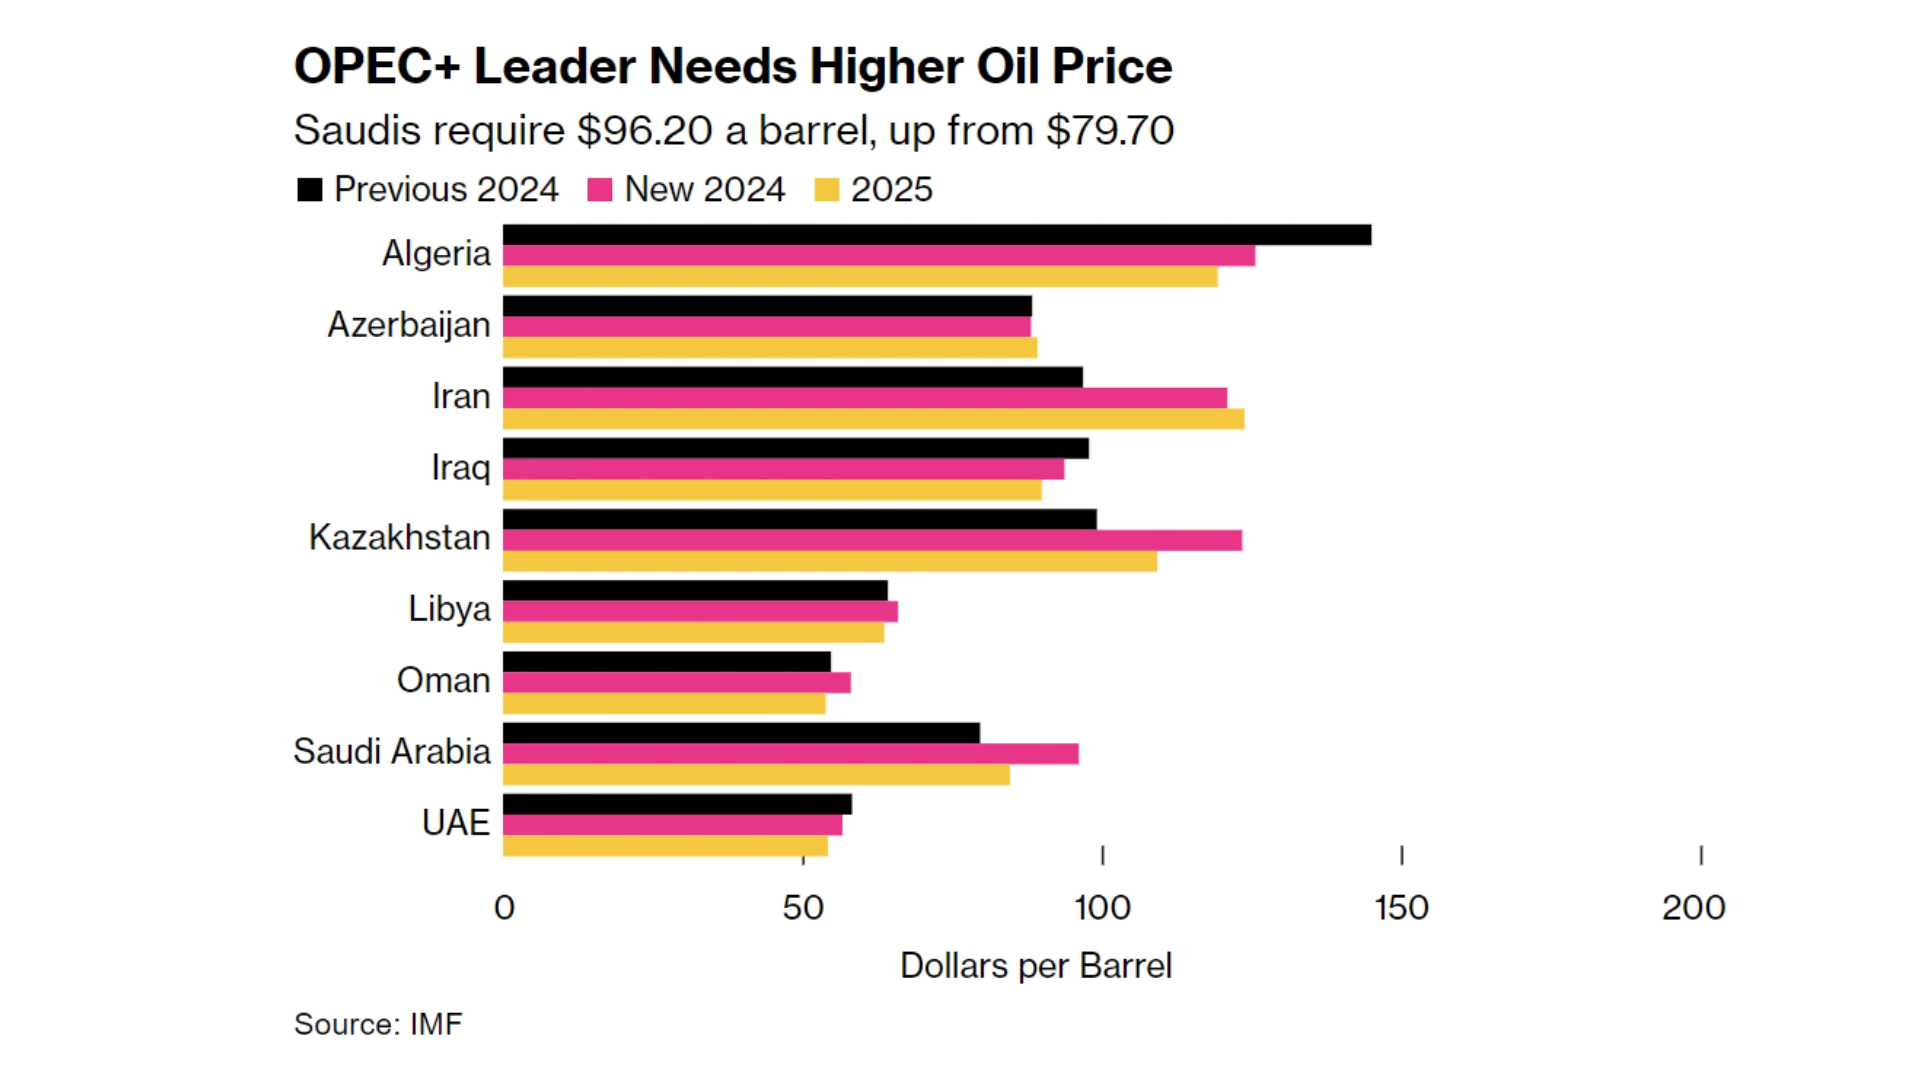 OPEC+ Leader Needs Higher Oil Price
Saudis require $96.20 a barrel, up from $79.70
Previous 2024 New 2024 2025
Algeria
Azerbaijan
Iran
Iraq
Kazakhstan
Libya
Oman
Saudi Arabia
UAE
0 50 100 150 200
Dollars per Barrel
Source: IMF